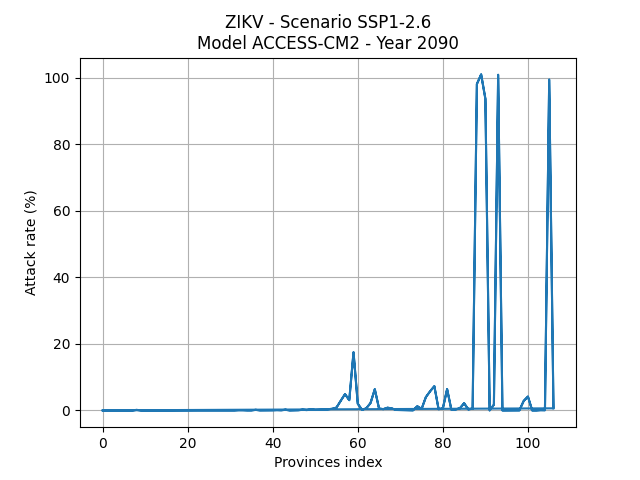 ZIKV - Scenario SSP1-2.6
Model ACCESS-CM2 - Year 2090
100
80
60
40
20
0
Attack rate (%)
0 20 40 60 80 100
Provinces index